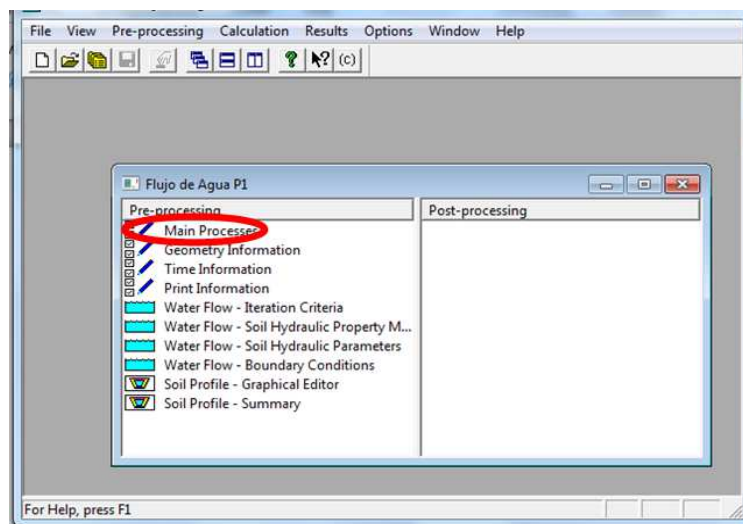 File View Pre-processing Calculation Results Options Window Help
? ? (c)
Flujo de Agua P1
Pre-processing Post-processing
Main Processes
Geometry Information
Time Information
Print Information
Water Flow - Iteration Criteria
Water Flow - Soil Hydraulic Property M...
Water Flow - Soil Hydraulic Parameters
Water Flow - Boundary Conditions
Soil Profile - Graphical Editor
Soil Profile - Summary
For Help, press F1